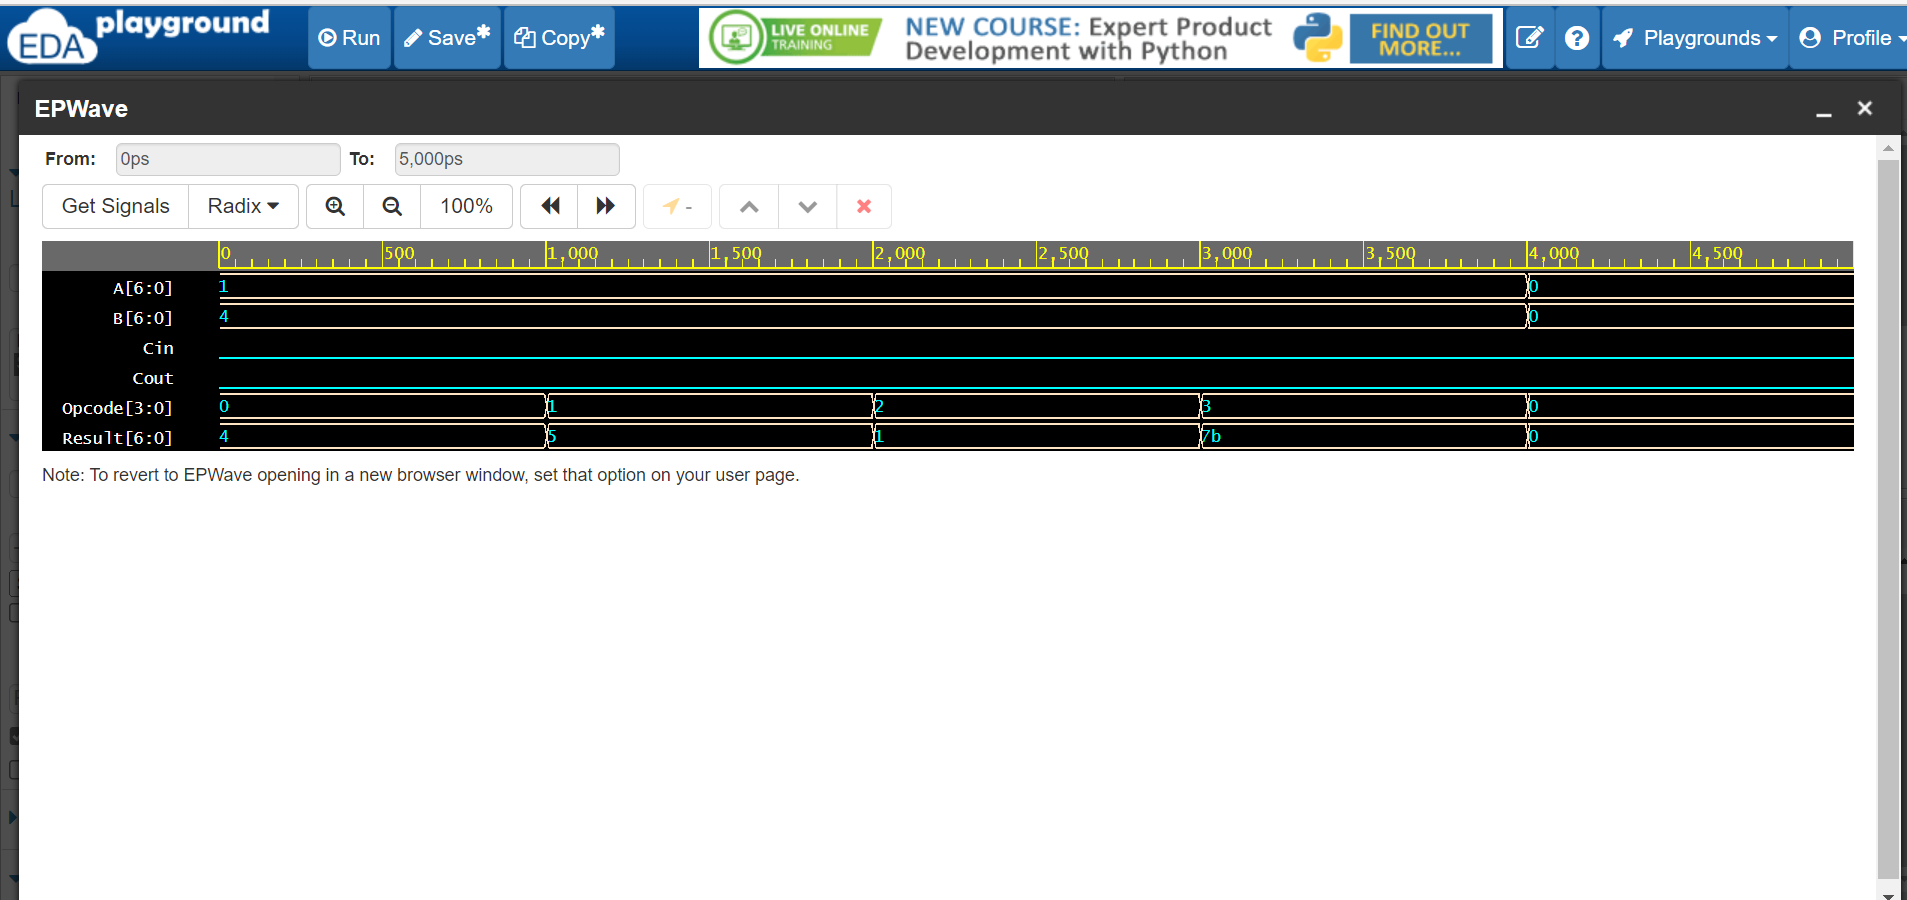 EDA playground
Run
Save*
Copy*
LIVE ONLINE
TRAINING
NEW COURSE: Expert Product
Development with Python
FIND OUT
MORE...
?
Playgrounds
Profile
EPWave
From: 0ps To: 5,000ps
Get Signals Radix 100% -
0 500 1,000 1,500 2,000 2,500 3,000 3,500 4,000 4,500
A[6:0] 1 0
B[6:0] 4 0
Cin
Cout
Opcode[3:0] 0 1 2 3 0
Result[6:0] 4 5 1 7b 0
Note: To revert to EPWave opening in a new browser window, set that option on your user page.